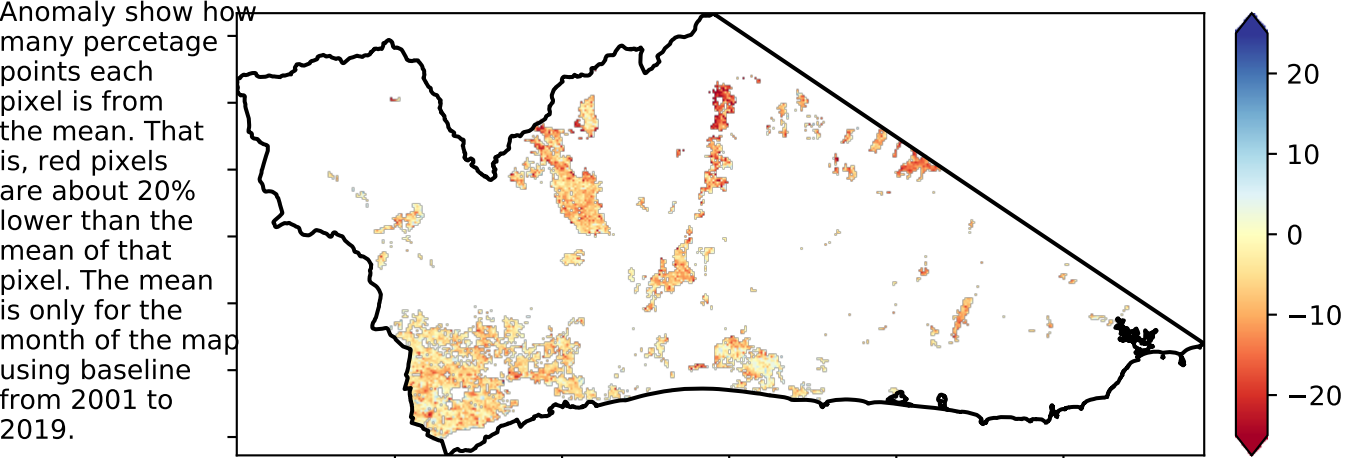 Anomaly show how
many percetage
points each
pixel is from
the mean. That
is, red pixels
are about 20%
lower than the
mean of that
pixel. The mean
is only for the
month of the map
using baseline
from 2001 to
2019.
20
10
0
−10
−20